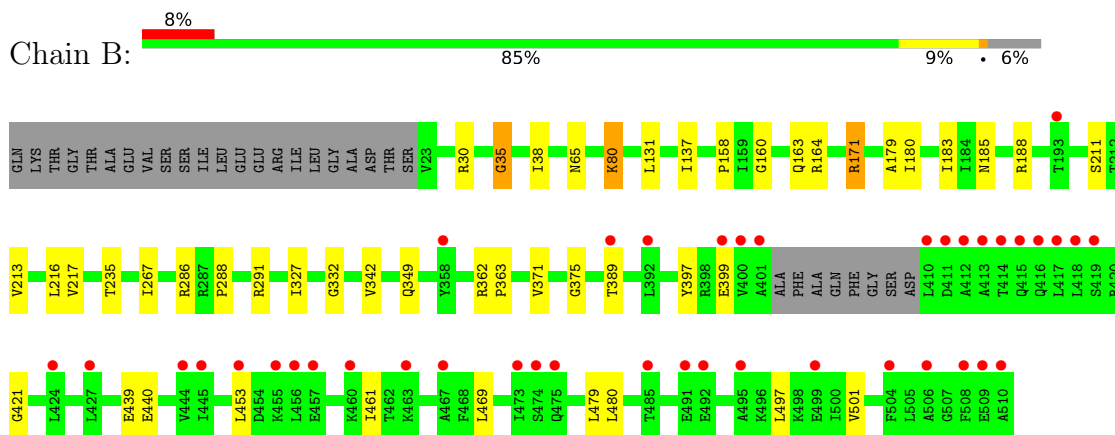 8%
Chain B:
85% 9% • 6%
GLN LYS THR GLY THR ALA GLU VAL SER SER ILE LEU GLU GLU ARG ILE LEU GLY ALA ASP THR SER V23 R30 G35 I38 N65 K80 L131 I137 P158 I159 G160 Q163 R164 R171 A179 I180 I183 I184 N185 R188 T193 S211 T212
V213 L216 V217 T235 I267 R286 R287 P288 R291 I327 G332 V342 Q349 Y358 R362 P363 V371 G375 T389 L392 Y397 R398 E399 V400 A401 ALA PHE ALA GLN PHE GLY SER ASP L410 D411 A412 A413 T414 Q415 Q416 L417 L418 S419 R420
G421 L424 L427 E439 E440 V444 I445 L453 D454 K455 L456 E457 K460 I461 T462 K463 A467 F468 L469 I473 S474 Q475 L479 L480 T485 E491 E492 A495 K496 L497 K498 E499 I500 V501 F504 L505 A506 G507 F508 E509 A510